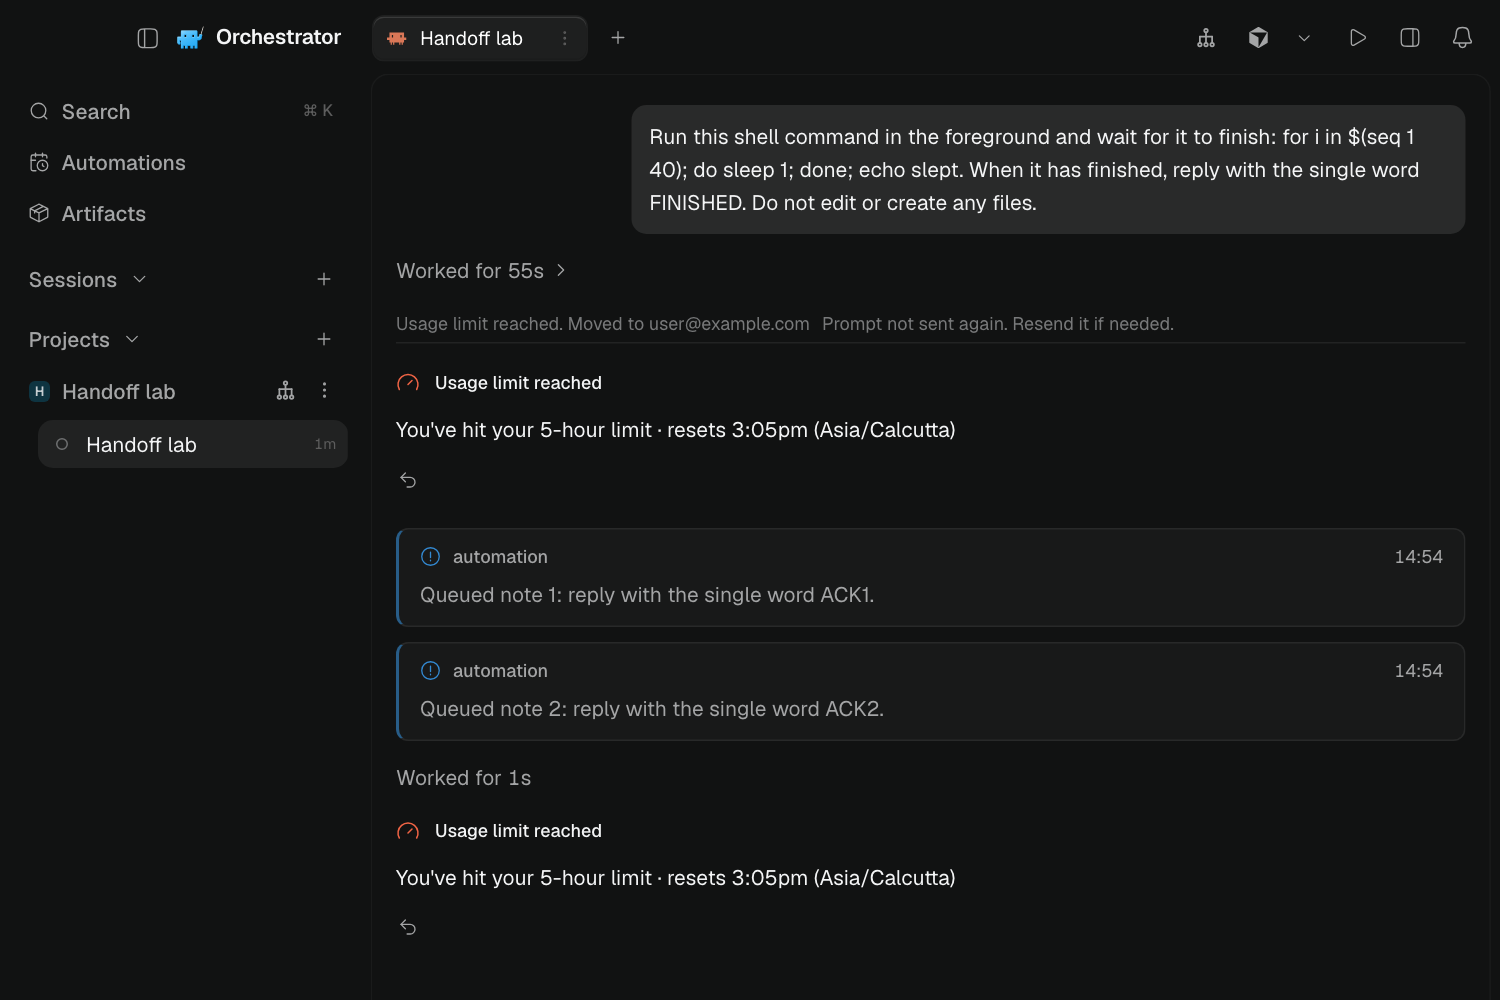 Orchestrator
Handoff lab
Search
⌘ K
Automations
Artifacts
Sessions
Projects
H
Handoff lab
Handoff lab
1m
Run this shell command in the foreground and wait for it to finish: for i in $(seq 1
40); do sleep 1; done; echo slept. When it has finished, reply with the single word
FINISHED. Do not edit or create any files.
Worked for 55s
Usage limit reached. Moved to user@example.com Prompt not sent again. Resend it if needed.
Usage limit reached
You've hit your 5-hour limit · resets 3:05pm (Asia/Calcutta)
automation
14:54
Queued note 1: reply with the single word ACK1.
automation
14:54
Queued note 2: reply with the single word ACK2.
Worked for 1s
Usage limit reached
You've hit your 5-hour limit · resets 3:05pm (Asia/Calcutta)